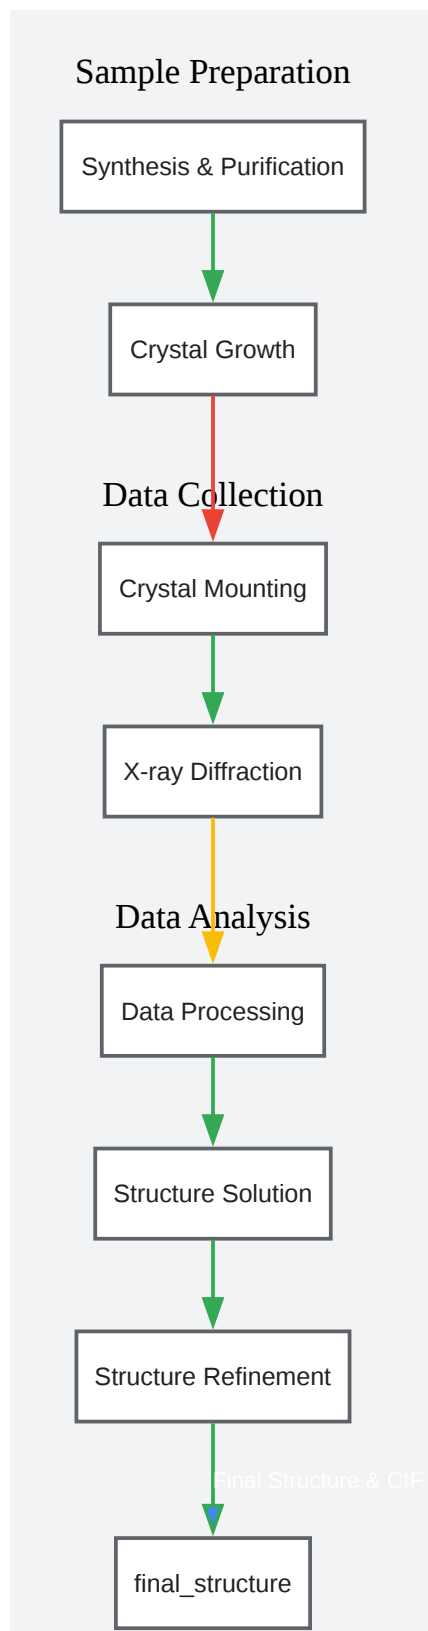 Sample Preparation
Synthesis & Purification
Crystal Growth
Data Collection
Crystal Mounting
X-ray Diffraction
Data Analysis
Data Processing
Structure Solution
Structure Refinement
Final Structure & CIF
final_structure